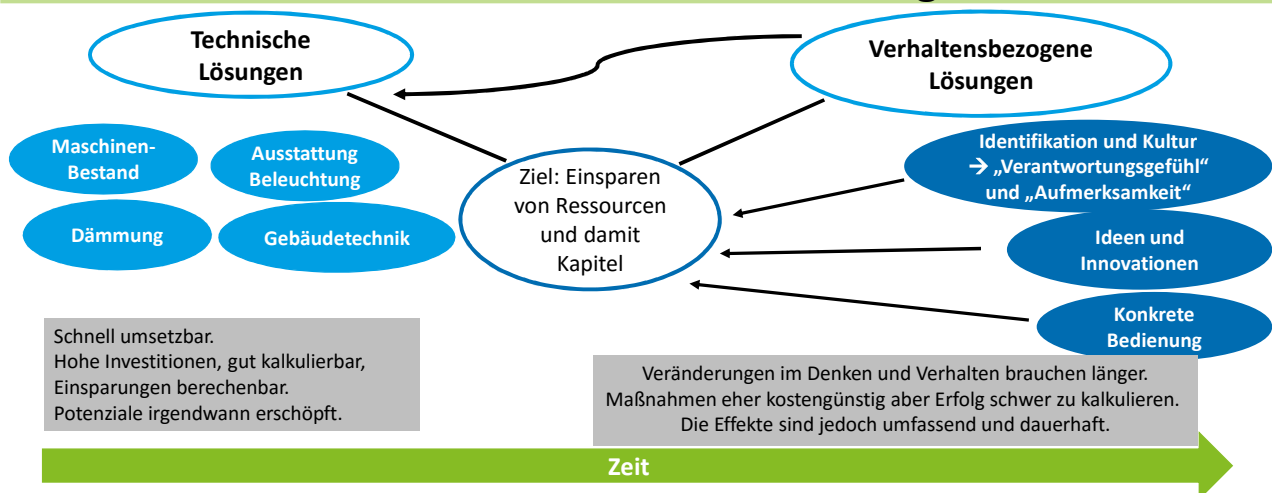 Technische
Lösungen
Verhaltensbezogene
Lösungen
Maschinen-
Bestand
Ausstattung
Beleuchtung
Dämmung
Gebäudetechnik
Ziel: Einsparen
von Ressourcen
und damit
Kapitel
Identifikation und Kultur
→ „Verantwortungsgefühl“
und „Aufmerksamkeit“
Ideen und
Innovationen
Konkrete
Bedienung
Schnell umsetzbar.
Hohe Investitionen, gut kalkulierbar,
Einsparungen berechenbar.
Potenziale irgendwann erschöpft.
Veränderungen im Denken und Verhalten brauchen länger.
Maßnahmen eher kostengünstig aber Erfolg schwer zu kalkulieren.
Die Effekte sind jedoch umfassend und dauerhaft.
Zeit